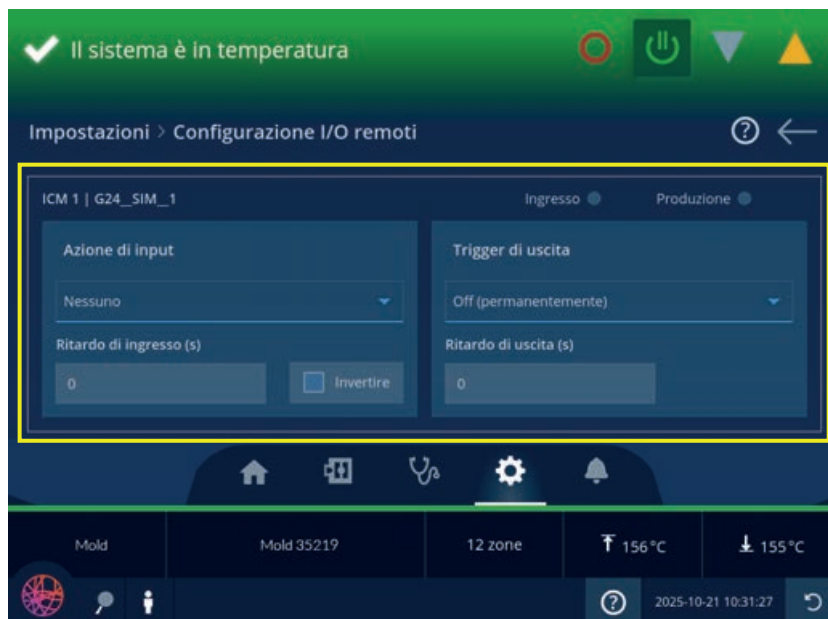 Il sistema è in temperatura
Impostazioni > Configurazione I/O remoti
ICM 1 | G24__SIM__1 Ingresso Produzione
Azione di input Trigger di uscita
Nessuno Off (permanentemente)
Ritardo di ingresso (s) Ritardo di uscita (s)
0 Invertire 0
Mold Mold 35219 12 zone 156°C 155°C
2025-10-21 10:31:27